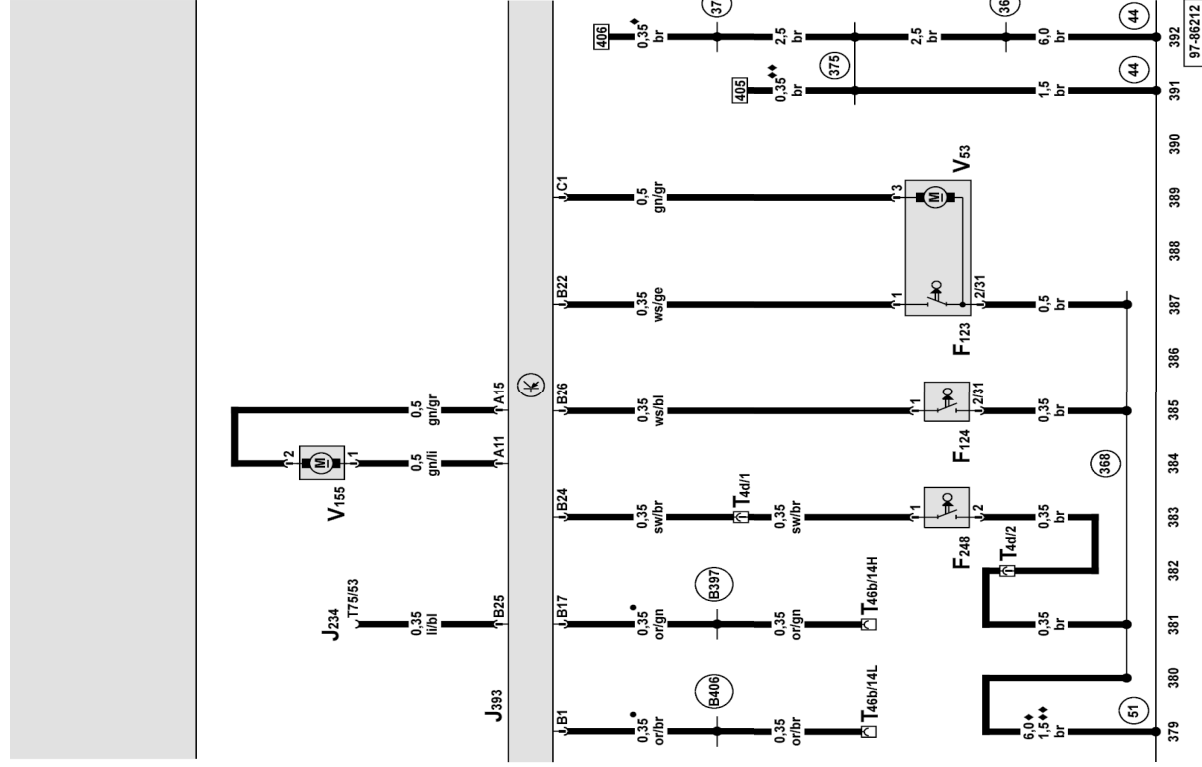 51
6,0♦
1,5♦♦
br
T46b/14L
0,35
or/br
B406
0,35•
or/br
B1
J393
379
380
0,35
br
T46b/14H
0,35
or/gn
B397
0,35•
or/gn
B17
B25
0,35
li/bl
T75/53
J234
381
382
T4d/2
0,35
br
2
F248
1
0,35
sw/br
T4d/1
0,35
sw/br
B24
383
368
A11
0,5
gn/li
V155
1
M
2
384
0,35
br
2/31
F124
1
0,35
ws/bl
B26
A15
0,5
gn/gr
385
386
0,5
br
2/31
F123
1
0,35
ws/ge
B22
387
388
M
V53
3
0,5
gn/gr
C1
389
390
44
1,5
br
375
0,35♦♦
br
405
391
44
6,0
br
2,5
br
2,5
br
0,35♦
br
406
392
97-86212